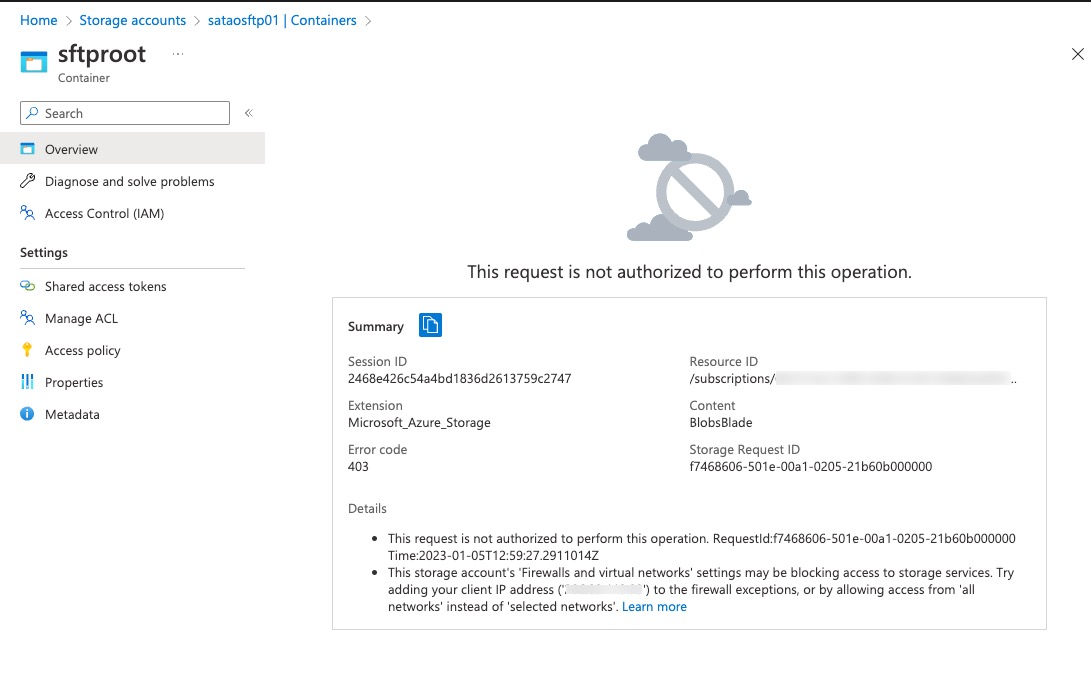 Home > Storage accounts > sataosftp01 | Containers >
sftproot ...
Container
Search «
Overview
Diagnose and solve problems
Access Control (IAM)
Settings
Shared access tokens
Manage ACL
Access policy
Properties
Metadata
This request is not authorized to perform this operation.
Summary
Session ID
2468e426c54a4bd1836d2613759c2747
Resource ID
/subscriptions/ ..
Extension
Microsoft_Azure_Storage
Content
BlobsBlade
Error code
403
Storage Request ID
f7468606-501e-00a1-0205-21b60b000000
Details
• This request is not authorized to perform this operation. RequestId:f7468606-501e-00a1-0205-21b60b000000
Time:2023-01-05T12:59:27.2911014Z
• This storage account's 'Firewalls and virtual networks' settings may be blocking access to storage services. Try
adding your client IP address (' ') to the firewall exceptions, or by allowing access from 'all
networks' instead of 'selected networks'. Learn more